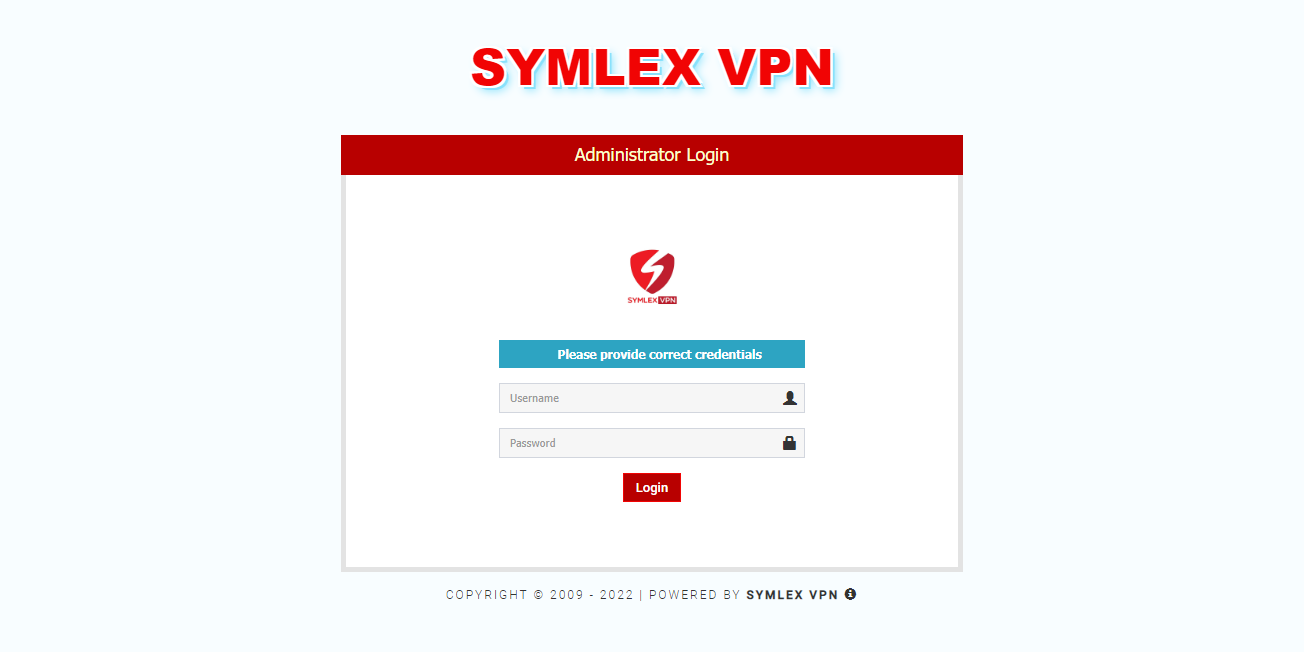 SYMLEX VPN
Administrator Login
SYMLEX VPN
Please provide correct credentials
Username
Password
Login
COPYRIGHT © 2009 - 2022 | POWERED BY SYMLEX VPN